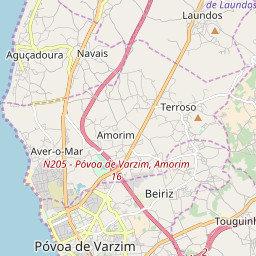 de Laundos
Laundos
Navais
Aguçadoura
Terroso
Amorim
Aver-o-Mar
N205 - Póvoa de Varzim, Amorim
16
Beiriz
Touguinh
Póvoa de Varzim
2